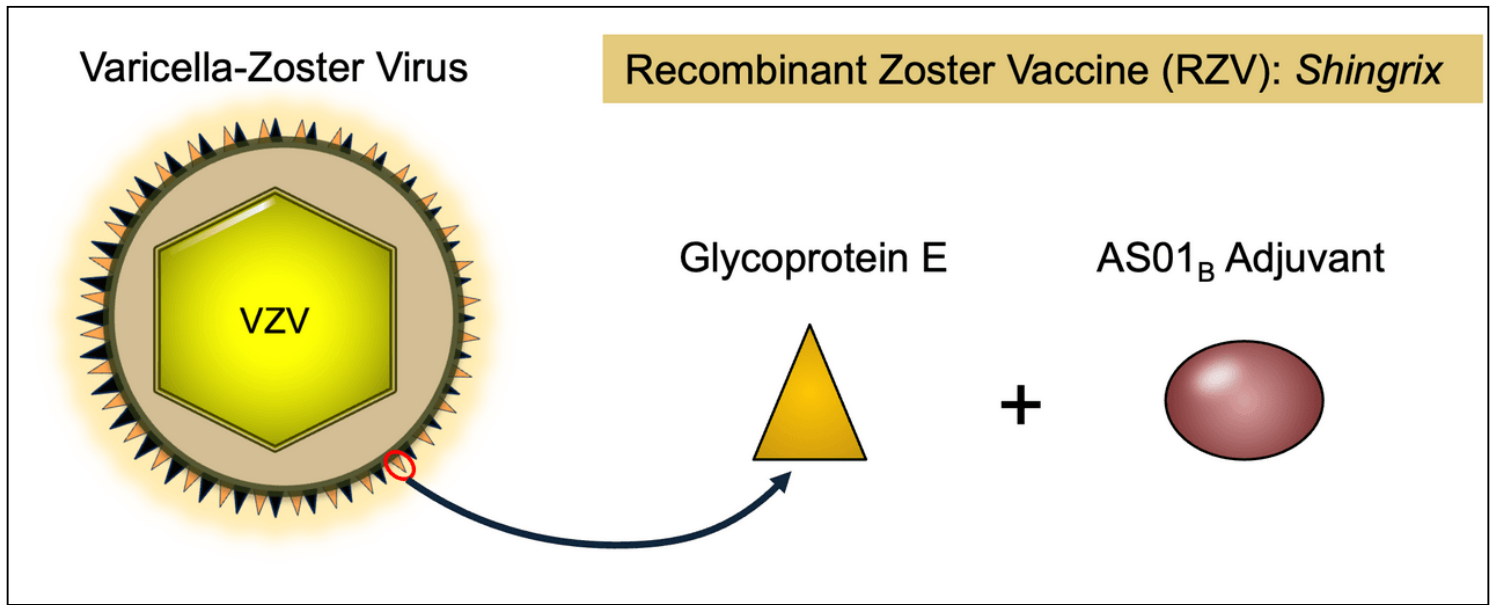 Varicella-Zoster Virus
Recombinant Zoster Vaccine (RZV): Shingrix
Glycoprotein E
AS01B Adjuvant
VZV
+